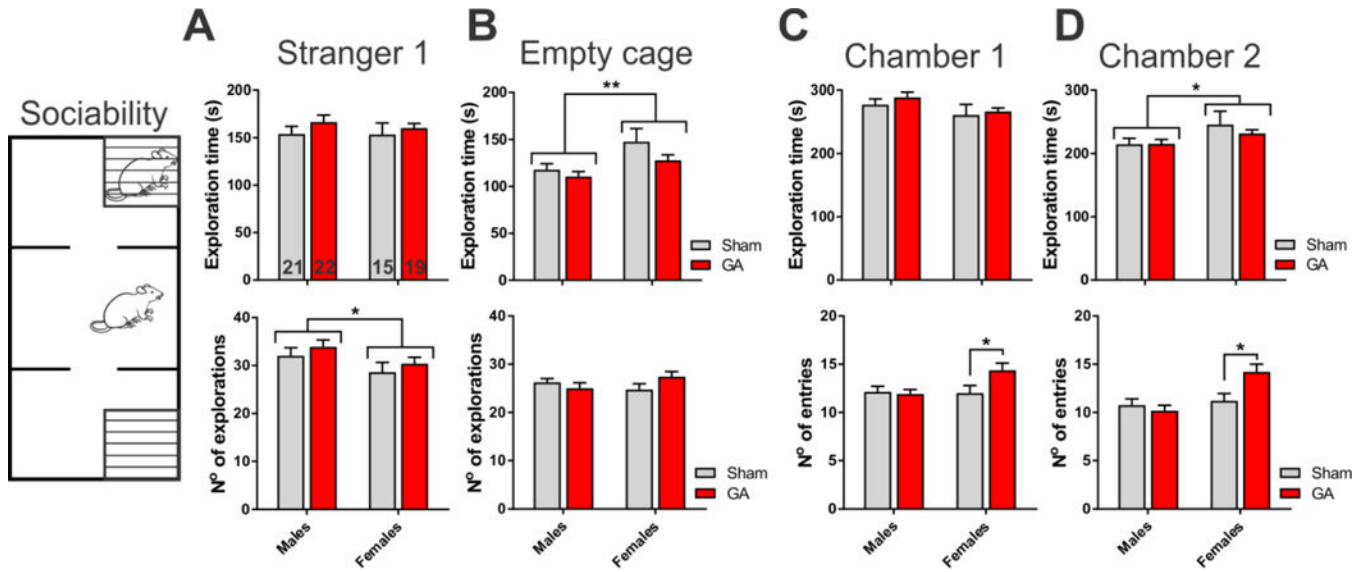 A
B
C
D
Stranger 1
Empty cage
Chamber 1
Chamber 2
Sociability
Exploration time (s)
200
150
100
50
0
21
22
15
19
Exploration time (s)
200
150
100
50
0
**
Sham
GA
Exploration time (s)
300
200
100
0
Exploration time (s)
300
200
100
0
*
Sham
GA
Nº of explorations
40
30
20
10
0
*
Males
Females
Nº of explorations
40
30
20
10
0
Sham
GA
Males
Females
Nº of entries
20
15
10
5
0
*
Males
Females
Nº of entries
20
15
10
5
0
*
Sham
GA
Males
Females